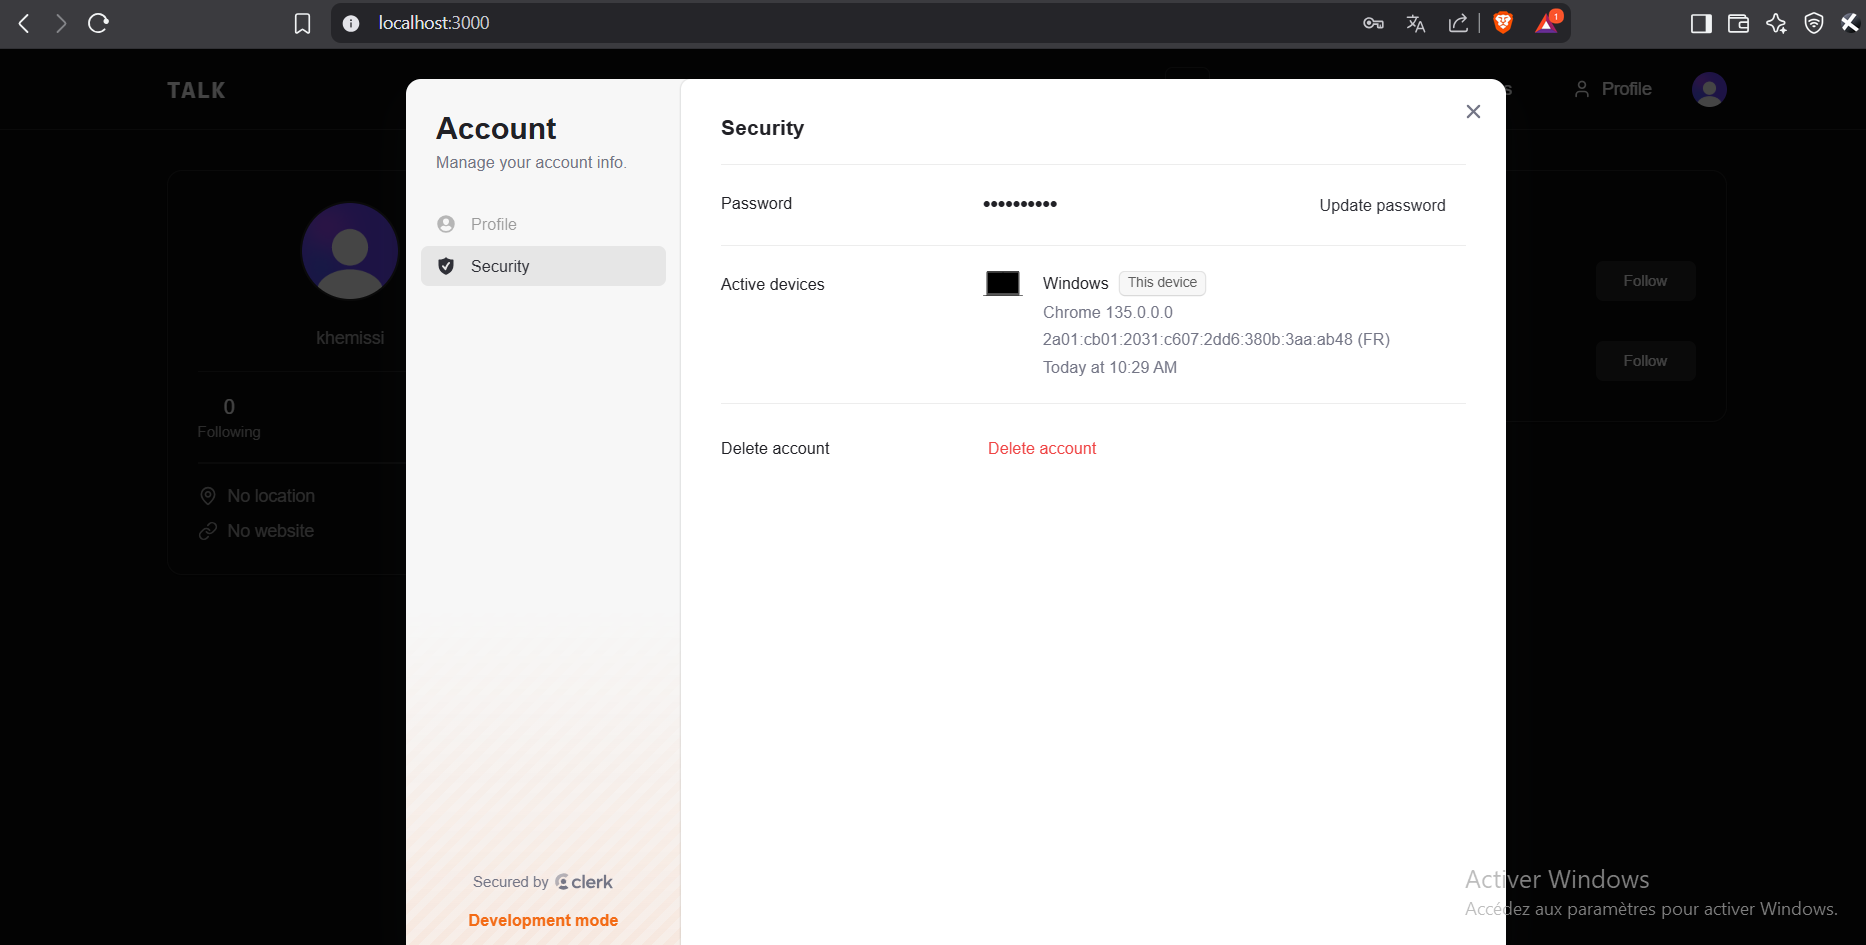 localhost:3000
1
TALK
s
Profile
khemissi
0
Following
No location
No website
Account
Manage your account info.
Profile
Security
Secured by clerk
Development mode
Security
Password
••••••••••
Update password
Active devices
Windows This device
Chrome 135.0.0.0
2a01:cb01:2031:c607:2dd6:380b:3aa:ab48 (FR)
Today at 10:29 AM
Delete account
Delete account
Follow
Follow
Activer Windows
Accédez aux paramètres pour activer Windows.